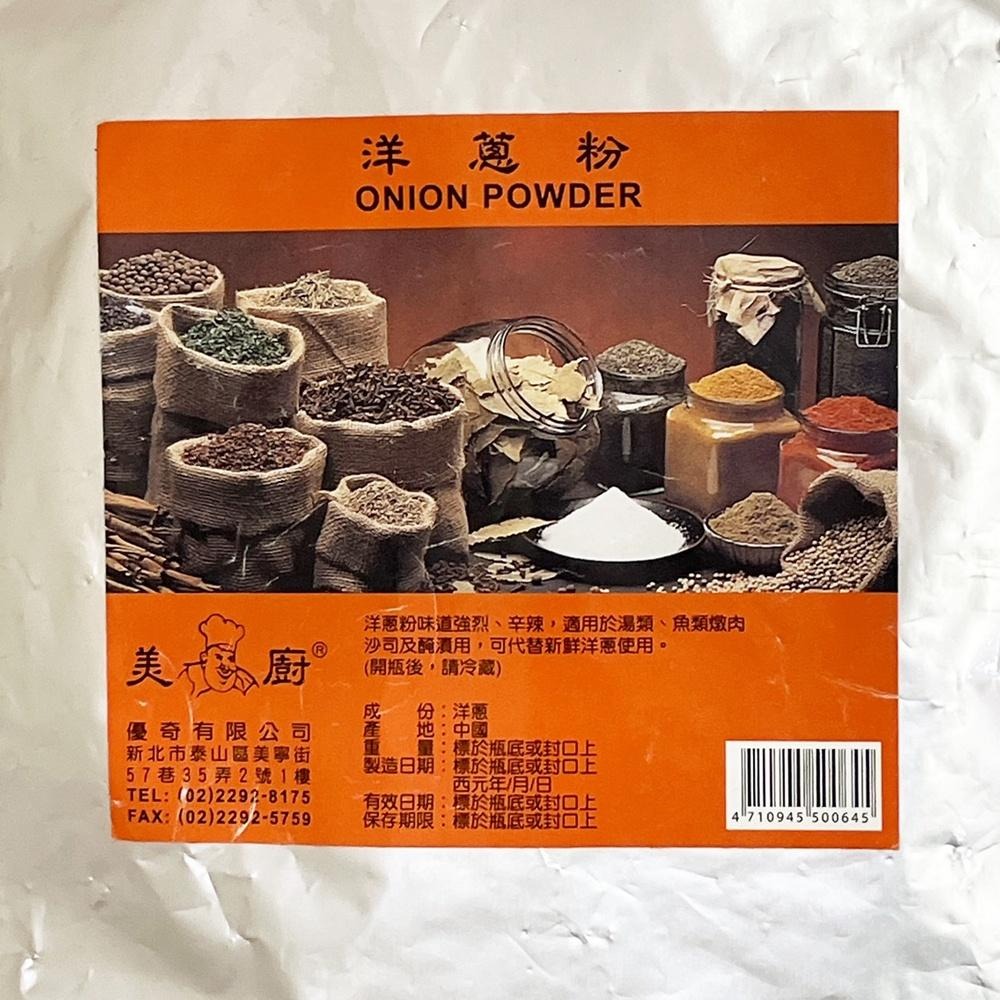 洋蔥粉
ONION POWDER
美廚®
優奇有限公司
新北市泰山區美寧街
57巷35弄2號1樓
TEL: (02)2292-8175
FAX: (02)2292-5759
洋蔥粉味道強烈、辛辣，適用於湯類、魚類燉肉
沙司及醃漬用，可代替新鮮洋蔥使用。
(開瓶後，請冷藏)
成　　份：洋蔥
產　　地：中國
重　　量：標於瓶底或封口上
製造日期：標於瓶底或封口上
西元年/月/日
有效日期：標於瓶底或封口上
保存期限：標於瓶底或封口上
4 710945 500645